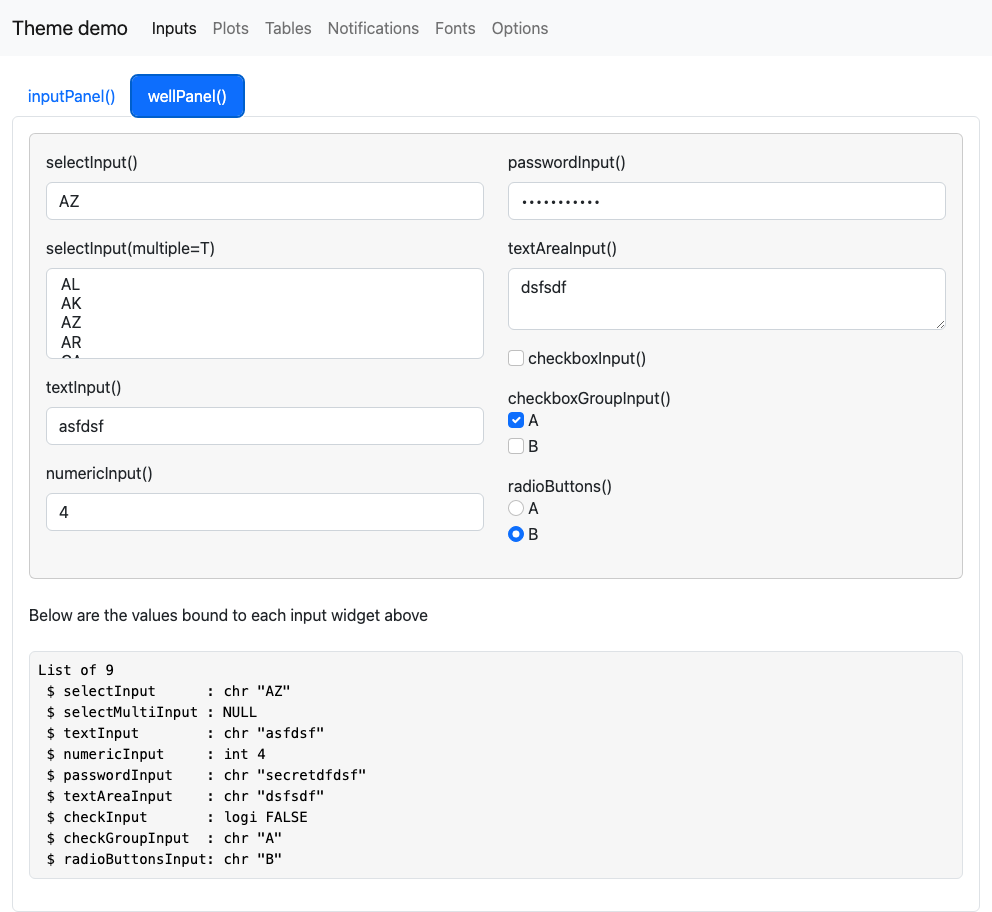 Theme demo Inputs Plots Tables Notifications Fonts Options
inputPanel() wellPanel()
selectInput()
AZ
selectInput(multiple=T)
AL
AK
AZ
AR
textInput()
asfdsf
numericInput()
4
passwordInput()
•••••••••••
textAreaInput()
dsfsdf
checkboxInput()
checkboxGroupInput()
A
B
radioButtons()
A
B
Below are the values bound to each input widget above
List of 9
 $ selectInput      : chr "AZ"
 $ selectMultiInput : NULL
 $ textInput        : chr "asfdsf"
 $ numericInput     : int 4
 $ passwordInput    : chr "secretdfdsf"
 $ textAreaInput    : chr "dsfsdf"
 $ checkInput       : logi FALSE
 $ checkGroupInput  : chr "A"
 $ radioButtonsInput: chr "B"